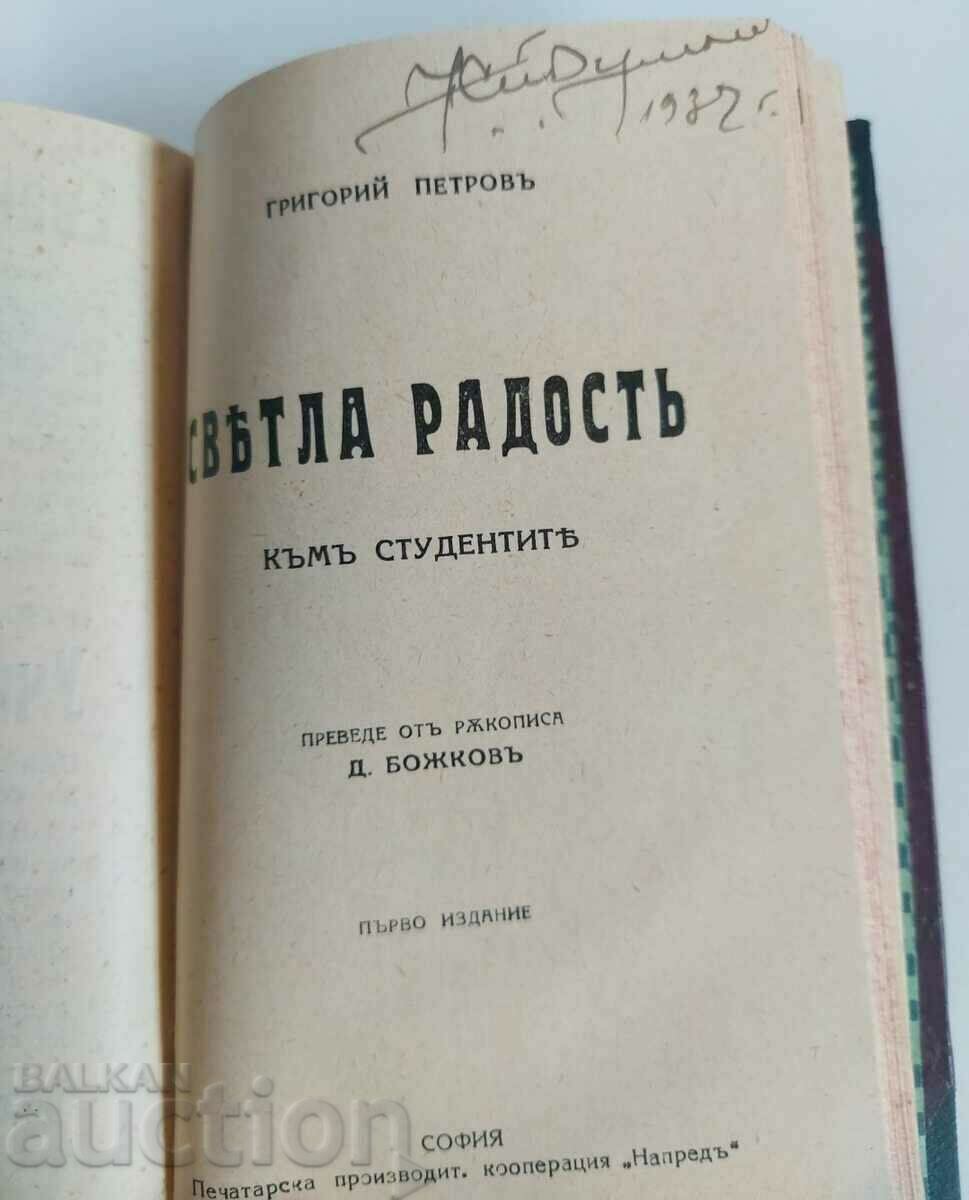 1937 г.
ГРИГОРИЙ ПЕТРОВЪ
СВѢТЛА РАДОСТЬ
КЪМЪ СТУДЕНТИТѢ
ПРЕВЕДЕ ОТЪ РѪКОПИСА
Д. БОЖКОВЪ
ПЪРВО ИЗДАНИЕ
СОФИЯ
Печатарска производит. кооперация „Напредъ“
BALKAN
auction